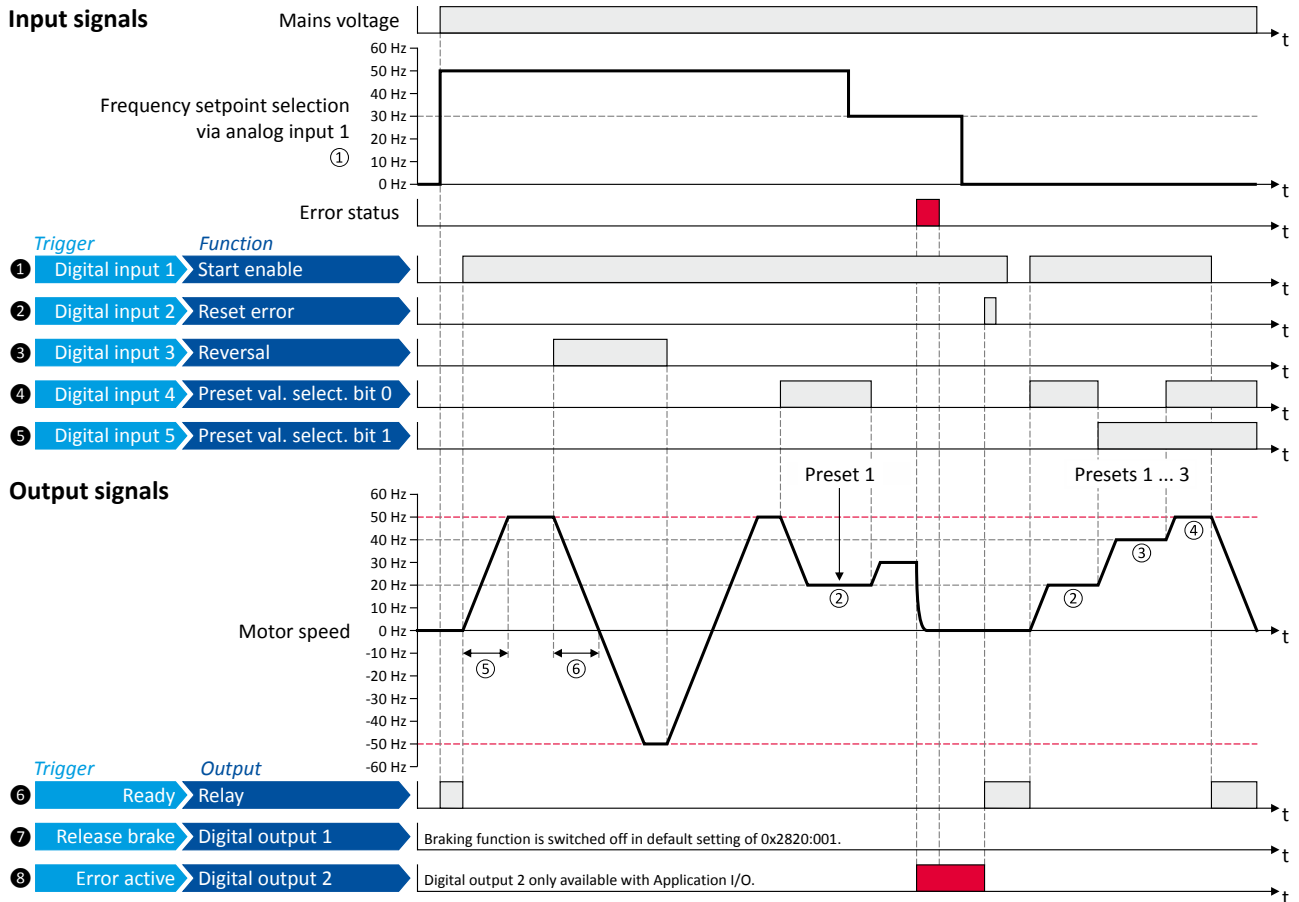 Input signals
Mains voltage
t
60 Hz
50 Hz
30 Hz
20 Hz
10 Hz
0 Hz
Frequency setpoint selection
via analog input 1
①
t
Error status
t
Trigger Function
❶ Digital input 1 Start enable
t
❷ Digital input 2 Reset error
t
❸ Digital input 3 Reversal
t
❹ Digital input 4 Preset val. select. bit 0
t
❺ Digital input 5 Preset val. select. bit 1
t
Output signals
Preset 1
Presets 1 ... 3
60 Hz
50 Hz
40 Hz
30 Hz
20 Hz
10 Hz
0 Hz
-10 Hz
-20 Hz
-30 Hz
-40 Hz
-50 Hz
-60 Hz
Motor speed
④
③
② ②
t
⑤ ⑥
Trigger Output
❻ Ready Relay
t
❼ Release brake Digital output 1
Braking function is switched off in default setting of 0x2820:001.
t
❽ Error active Digital output 2
Digital output 2 only available with Application I/O.
t